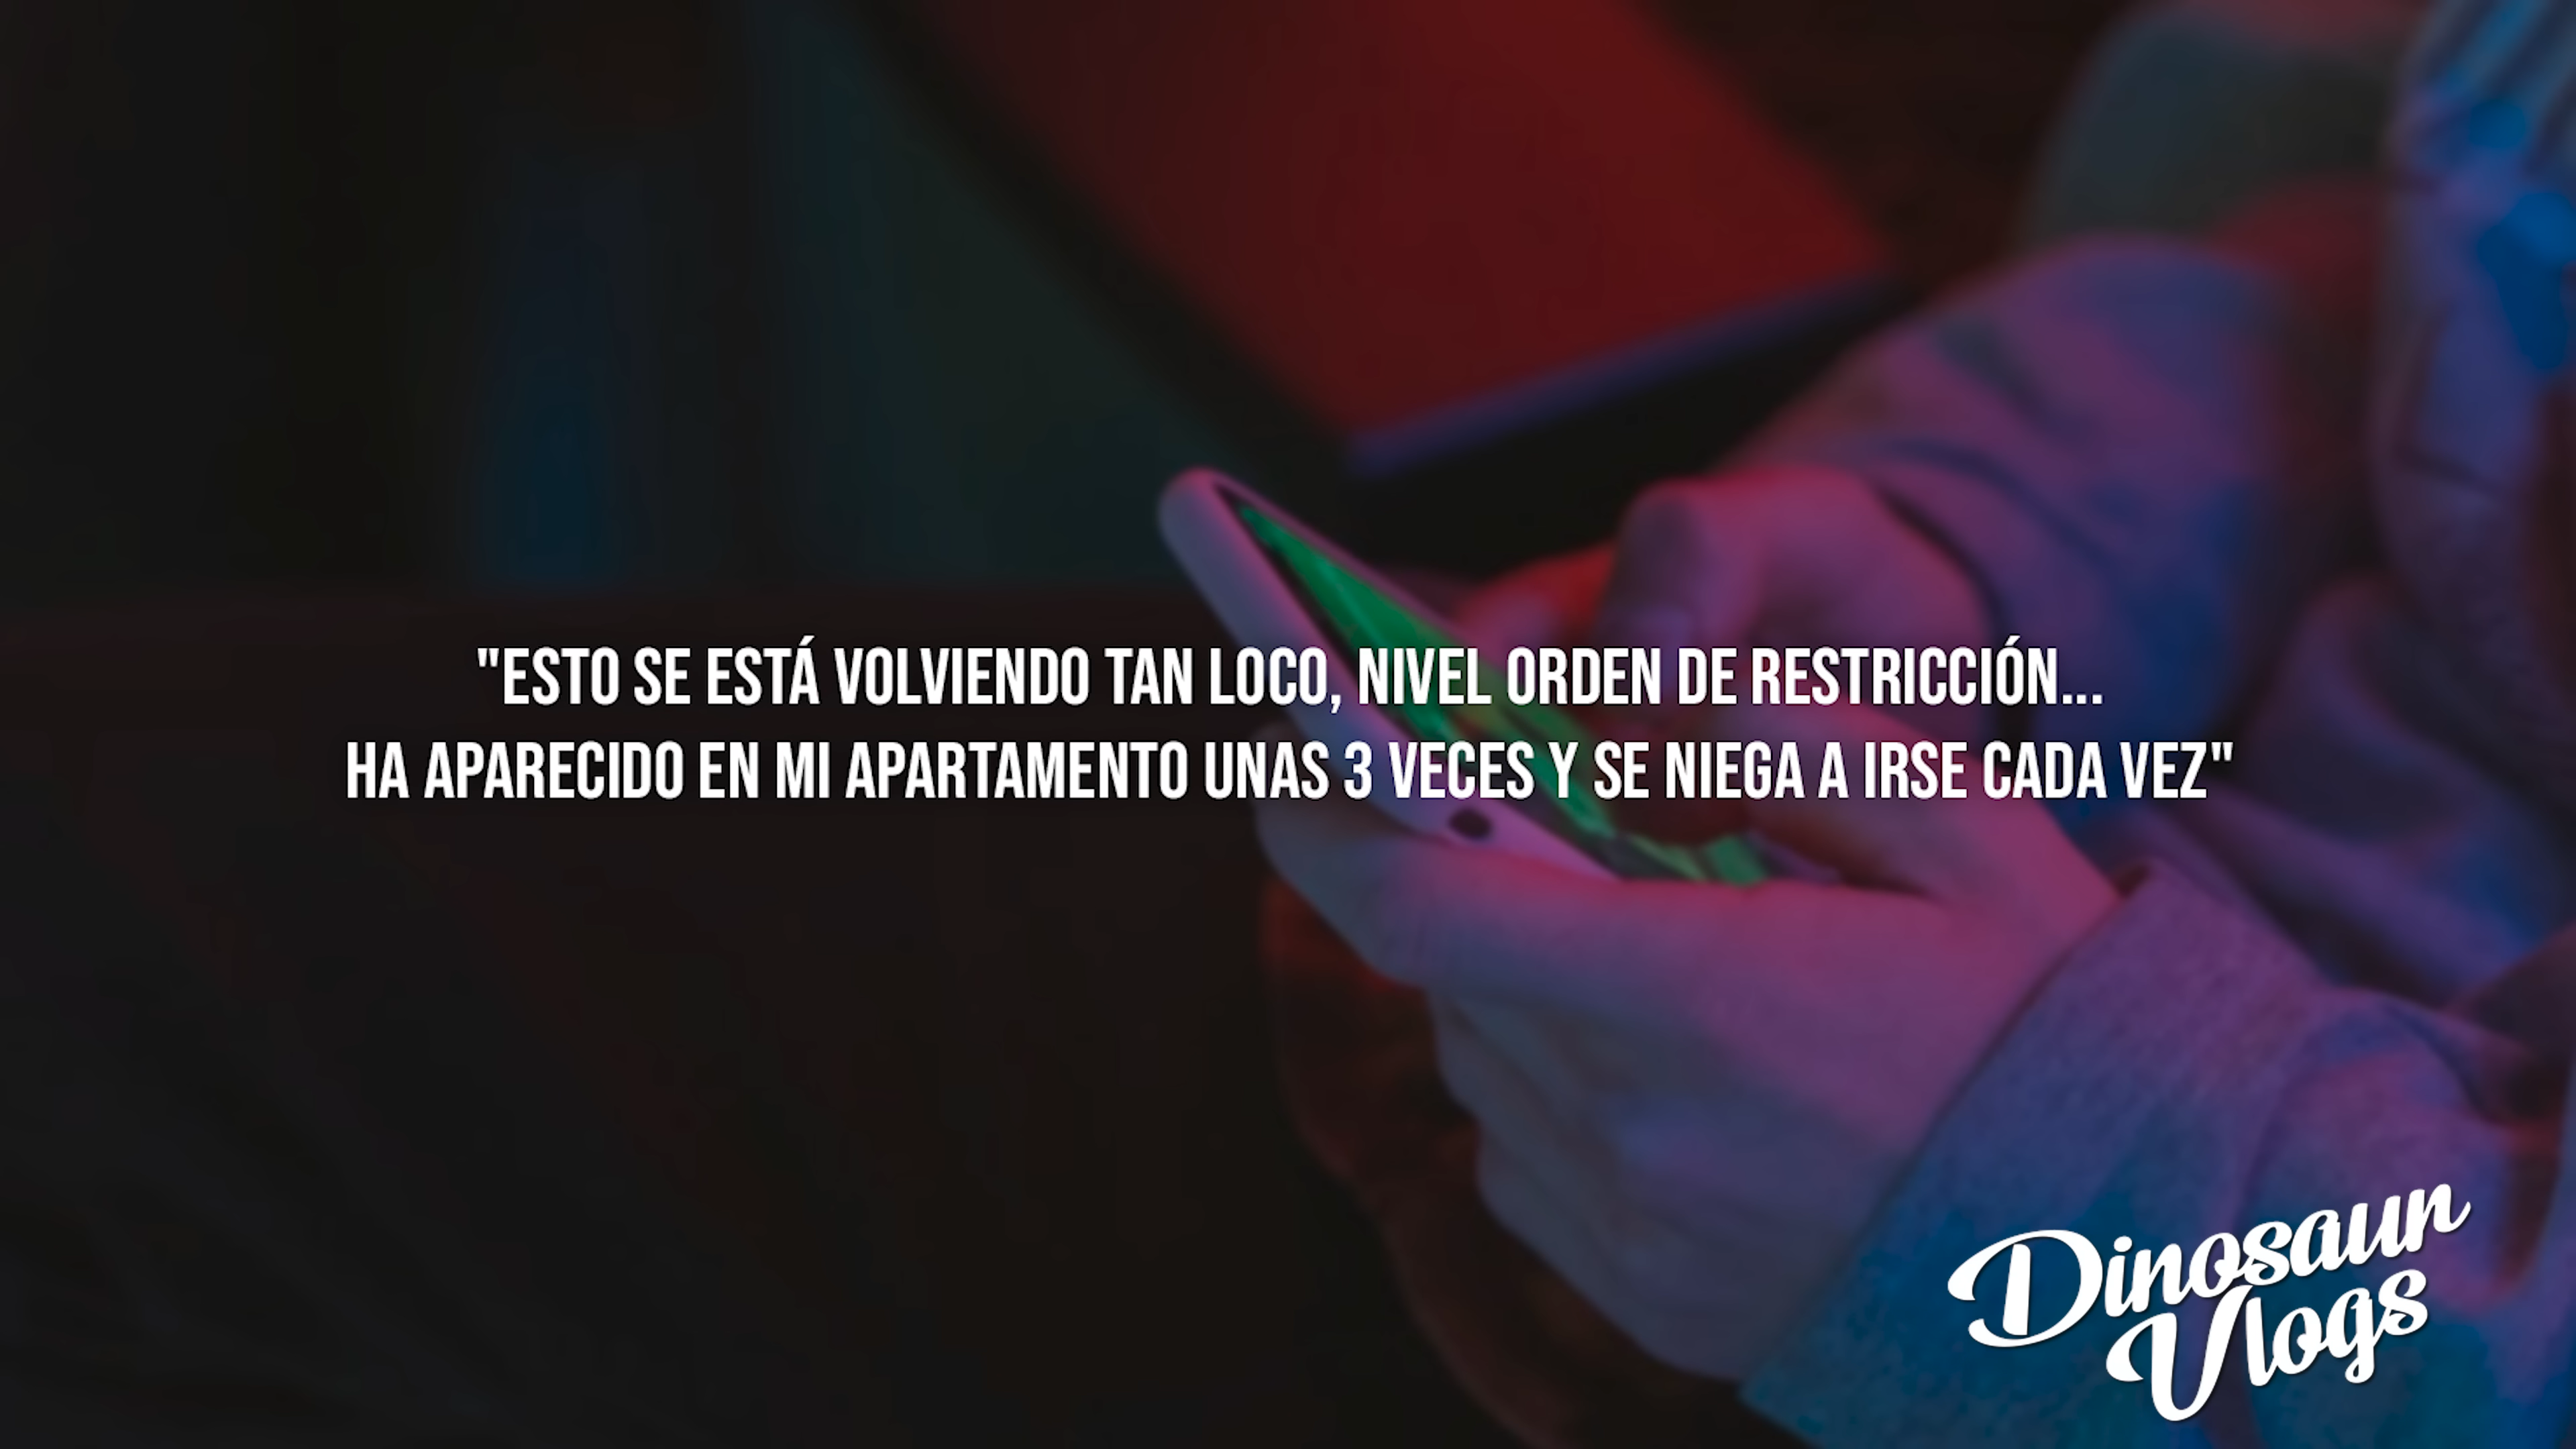 "ESTO SE ESTÁ VOLVIENDO TAN LOCO, NIVEL ORDEN DE RESTRICCIÓN...
HA APARECIDO EN MI APARTAMENTO UNAS 3 VECES Y SE NIEGA A IRSE CADA VEZ"
Dinosaur
Vlogs